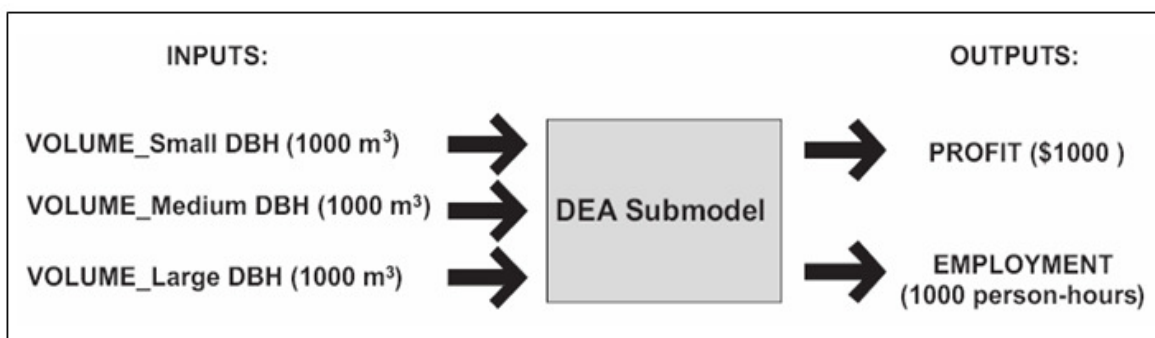 INPUTS:
OUTPUTS:
VOLUME_Small DBH (1000 m³)
VOLUME_Medium DBH (1000 m³)
VOLUME_Large DBH (1000 m³)
DEA Submodel
PROFIT ($1000 )
EMPLOYMENT
(1000 person-hours)